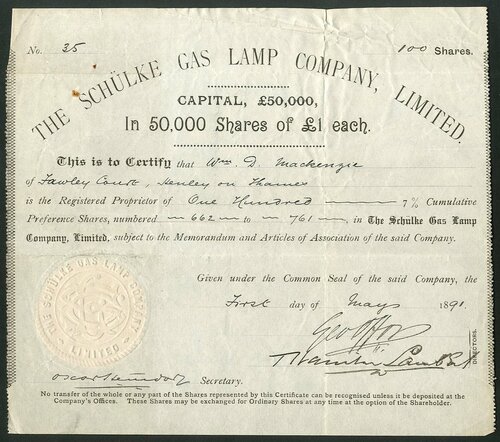 No. 35 100 Shares.
THE SCHÜLKE GAS LAMP COMPANY, LIMITED.
CAPITAL, £50,000,
In 50,000 Shares of £1 each.
This is to Certify that Wm. D. Mackenzie
of Fawley Court, Henley on Thames
is the Registered Proprietor of One Hundred 7% Cumulative
Preference Shares, numbered — 662 — to — 761 —, in The Schülke Gas Lamp
Company, Limited, subject to the Memorandum and Articles of Association of the said Company.
Given under the Common Seal of the said Company, the
First day of May 1891.
THE SCHÜLKE GAS LAMP COMPANY LIMITED
DIRECTORS.
Secretary.
No transfer of the whole or any part of the Shares represented by this Certificate can be recognised unless it be deposited at the
Company's Offices. These Shares may be exchanged for Ordinary Shares at any time at the option of the Shareholder.